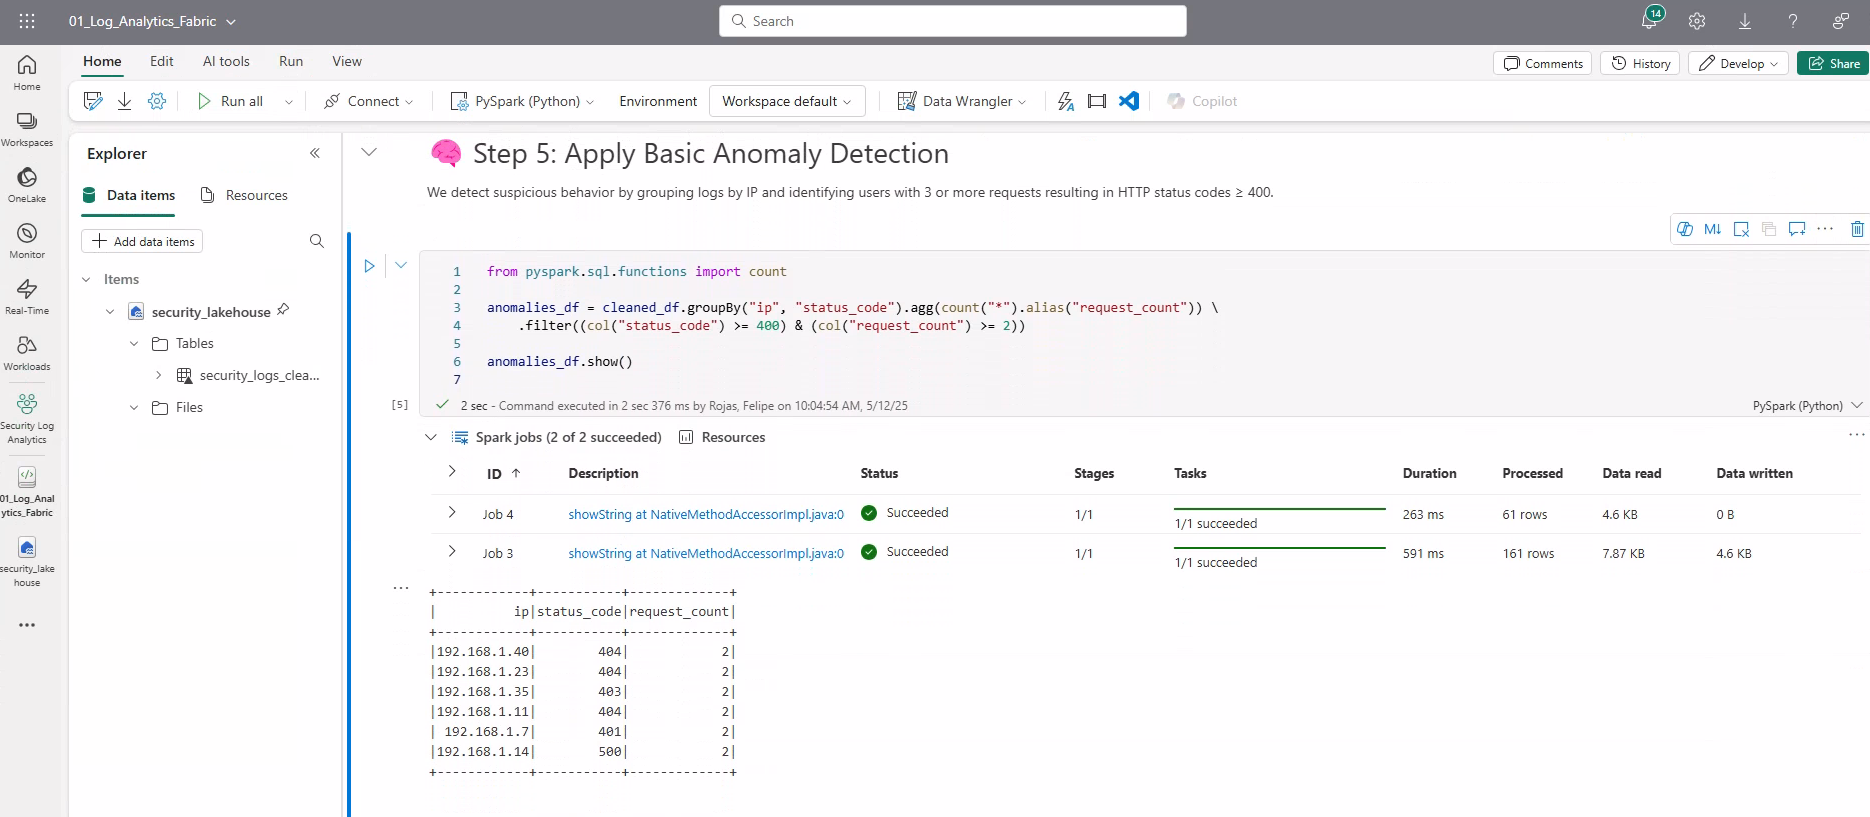 01_Log_Analytics_Fabric
Search
14
Home
Edit
AI tools
Run
View
Comments
History
Develop
Share
Run all
Connect
PySpark (Python)
Environment
Workspace default
Data Wrangler
Copilot
Home
Workspaces
OneLake
Monitor
Real-Time
Workloads
Security Log
Analytics
01_Log_Anal
ytics_Fabric
security_lake
house
Explorer
Data items
Resources
Add data items
Items
security_lakehouse
Tables
security_logs_clea...
Files
Step 5: Apply Basic Anomaly Detection
We detect suspicious behavior by grouping logs by IP and identifying users with 3 or more requests resulting in HTTP status codes ≥ 400.
M↓
1 from pyspark.sql.functions import count
2
3 anomalies_df = cleaned_df.groupBy("ip", "status_code").agg(count("*").alias("request_count")) \
4 .filter((col("status_code") >= 400) & (col("request_count") >= 2))
5
6 anomalies_df.show()
7
[5]
2 sec - Command executed in 2 sec 376 ms by Rojas, Felipe on 10:04:54 AM, 5/12/25
PySpark (Python)
Spark jobs (2 of 2 succeeded)
Resources
ID Description Status Stages Tasks Duration Processed Data read Data written
Job 4 showString at NativeMethodAccessorImpl.java:0 Succeeded 1/1 1/1 succeeded 263 ms 61 rows 4.6 KB 0 B
Job 3 showString at NativeMethodAccessorImpl.java:0 Succeeded 1/1 1/1 succeeded 591 ms 161 rows 7.87 KB 4.6 KB
+------------+-----------+-------------+
|          ip|status_code|request_count|
+------------+-----------+-------------+
|192.168.1.40|        404|            2|
|192.168.1.23|        404|            2|
|192.168.1.35|        403|            2|
|192.168.1.11|        404|            2|
| 192.168.1.7|        401|            2|
|192.168.1.14|        500|            2|
+------------+-----------+-------------+